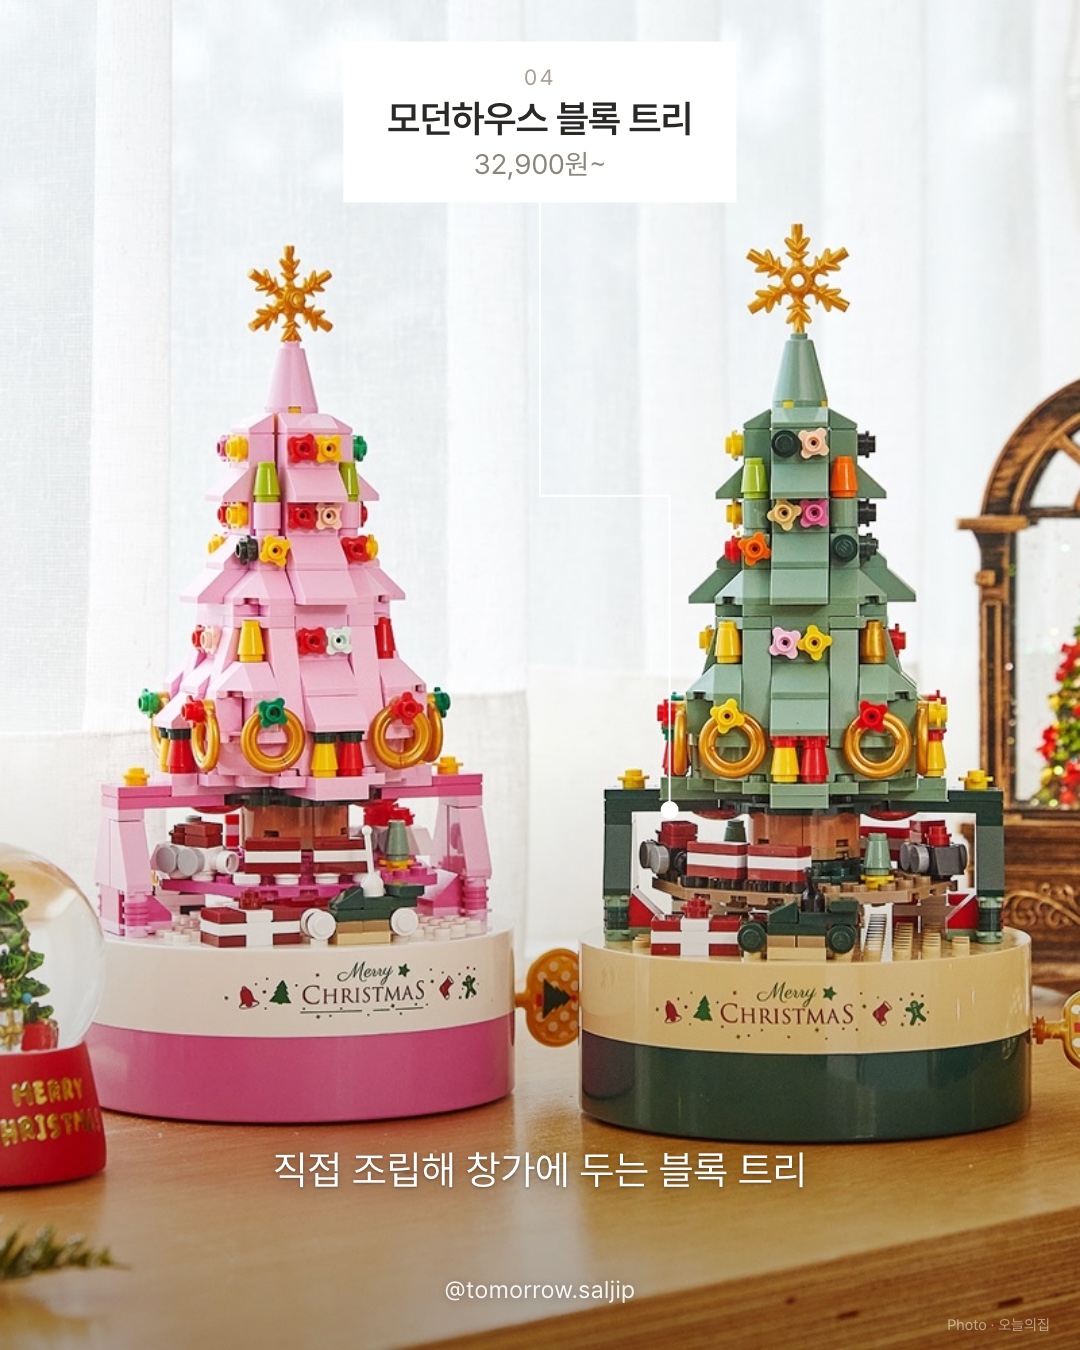 04
모던하우스 블록 트리
32,900원~
Merry
CHRISTMAS
Merry
CHRISTMAS
MERRY
직접 조립해 창가에 두는 블록 트리
@tomorrow.saljip
Photo · 오늘의집